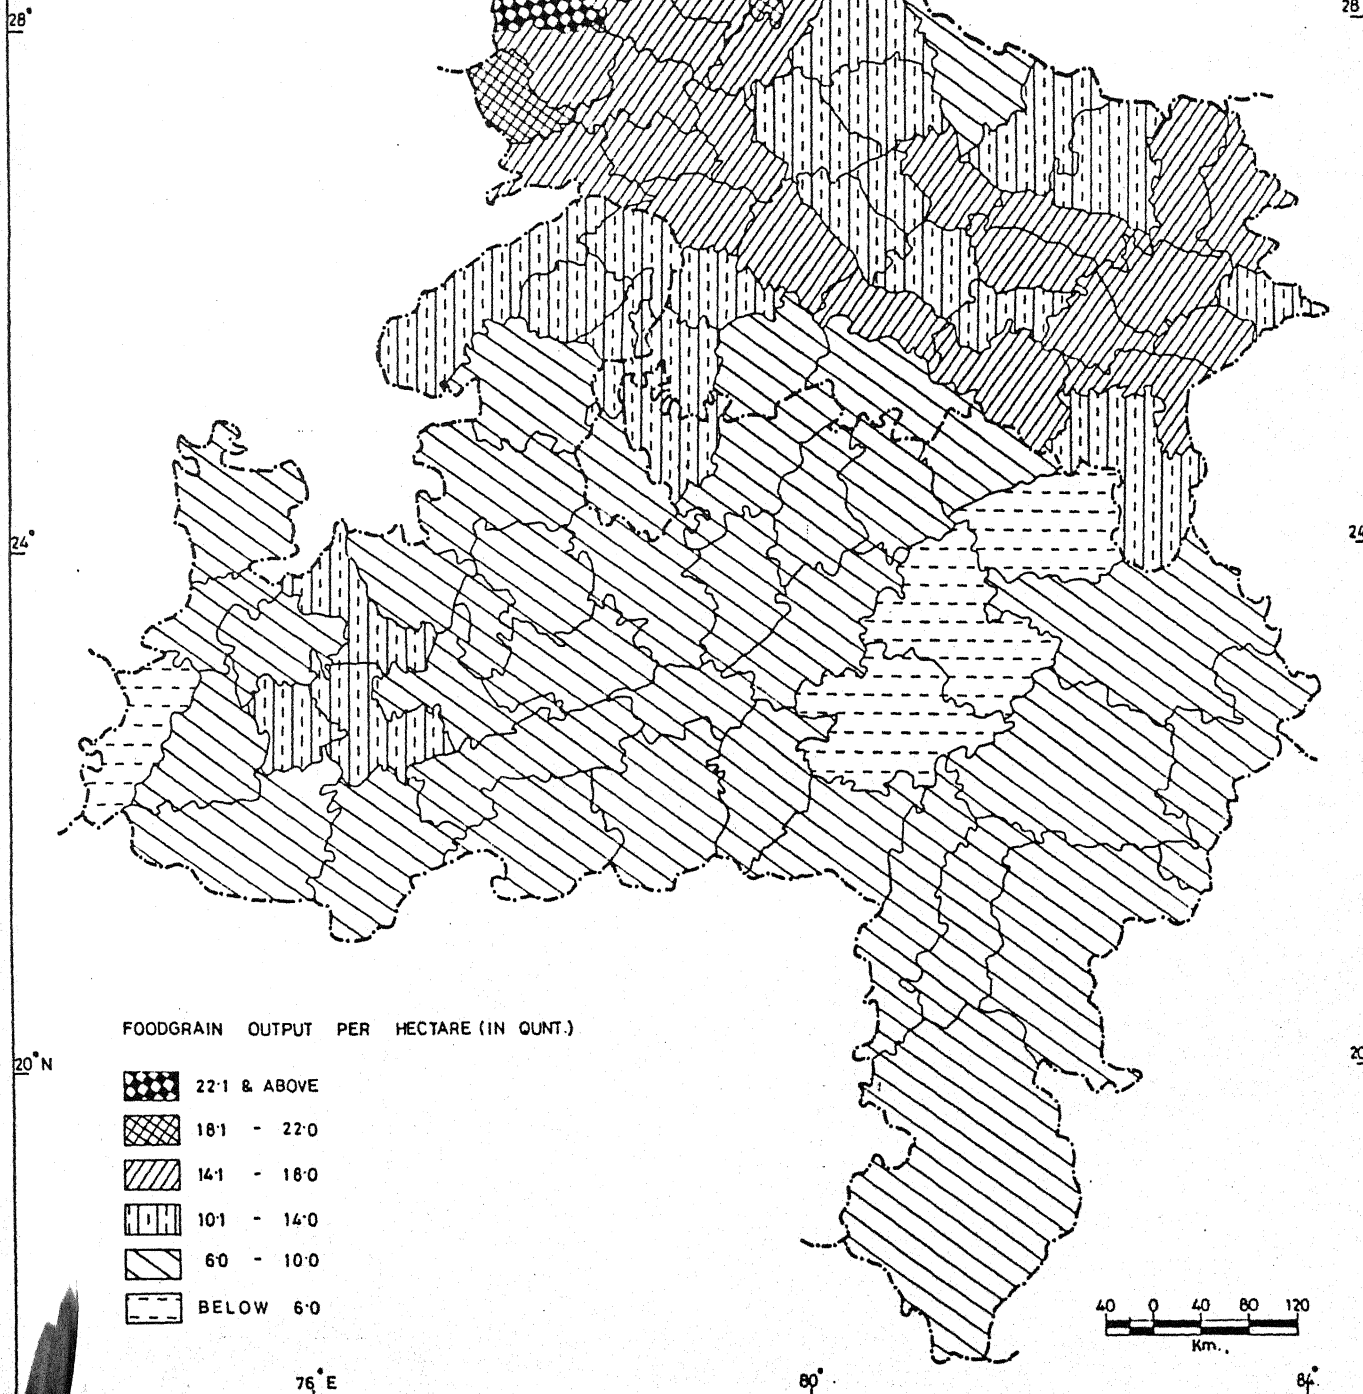 28°
28
24°
24
20°N
20
FOODGRAIN OUTPUT PER HECTARE (IN QUNT.)
22·1 & ABOVE
18·1 - 22·0
14·1 - 18·0
10·1 - 14·0
6·0 - 10·0
BELOW 6·0
40 0 40 80 120
Km.
76°E
80°
84°